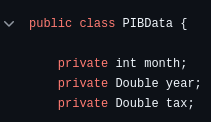 public class PIBData {
private int month;
private Double year;
private Double tax;